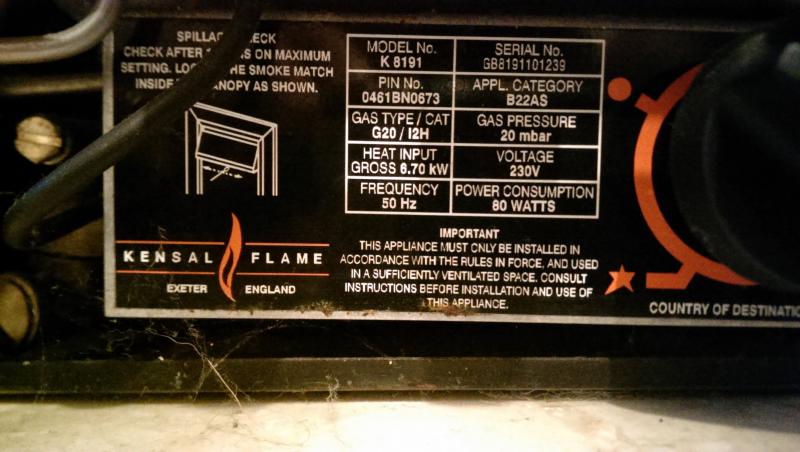 SPILLAGE CHECK
CHECK AFTER ON MAXIMUM
SETTING. THE SMOKE MATCH
INSIDE CANOPY AS SHOWN.
MODEL No.
K 8191
SERIAL No.
GB8191101239
PIN No.
0461BN0673
APPL. CATEGORY
B22AS
GAS TYPE / CAT
G20 / I2H
GAS PRESSURE
20 mbar
HEAT INPUT
GROSS 6.70 kW
VOLTAGE
230V
FREQUENCY
50 Hz
POWER CONSUMPTION
80 WATTS
KENSAL FLAME
EXETER ENGLAND
IMPORTANT
THIS APPLIANCE MUST ONLY BE INSTALLED IN
ACCORDANCE WITH THE RULES IN FORCE, AND USED
IN A SUFFICIENTLY VENTILATED SPACE. CONSULT
INSTRUCTIONS BEFORE INSTALLATION AND USE OF
THIS APPLIANCE.
COUNTRY OF DESTINATIO